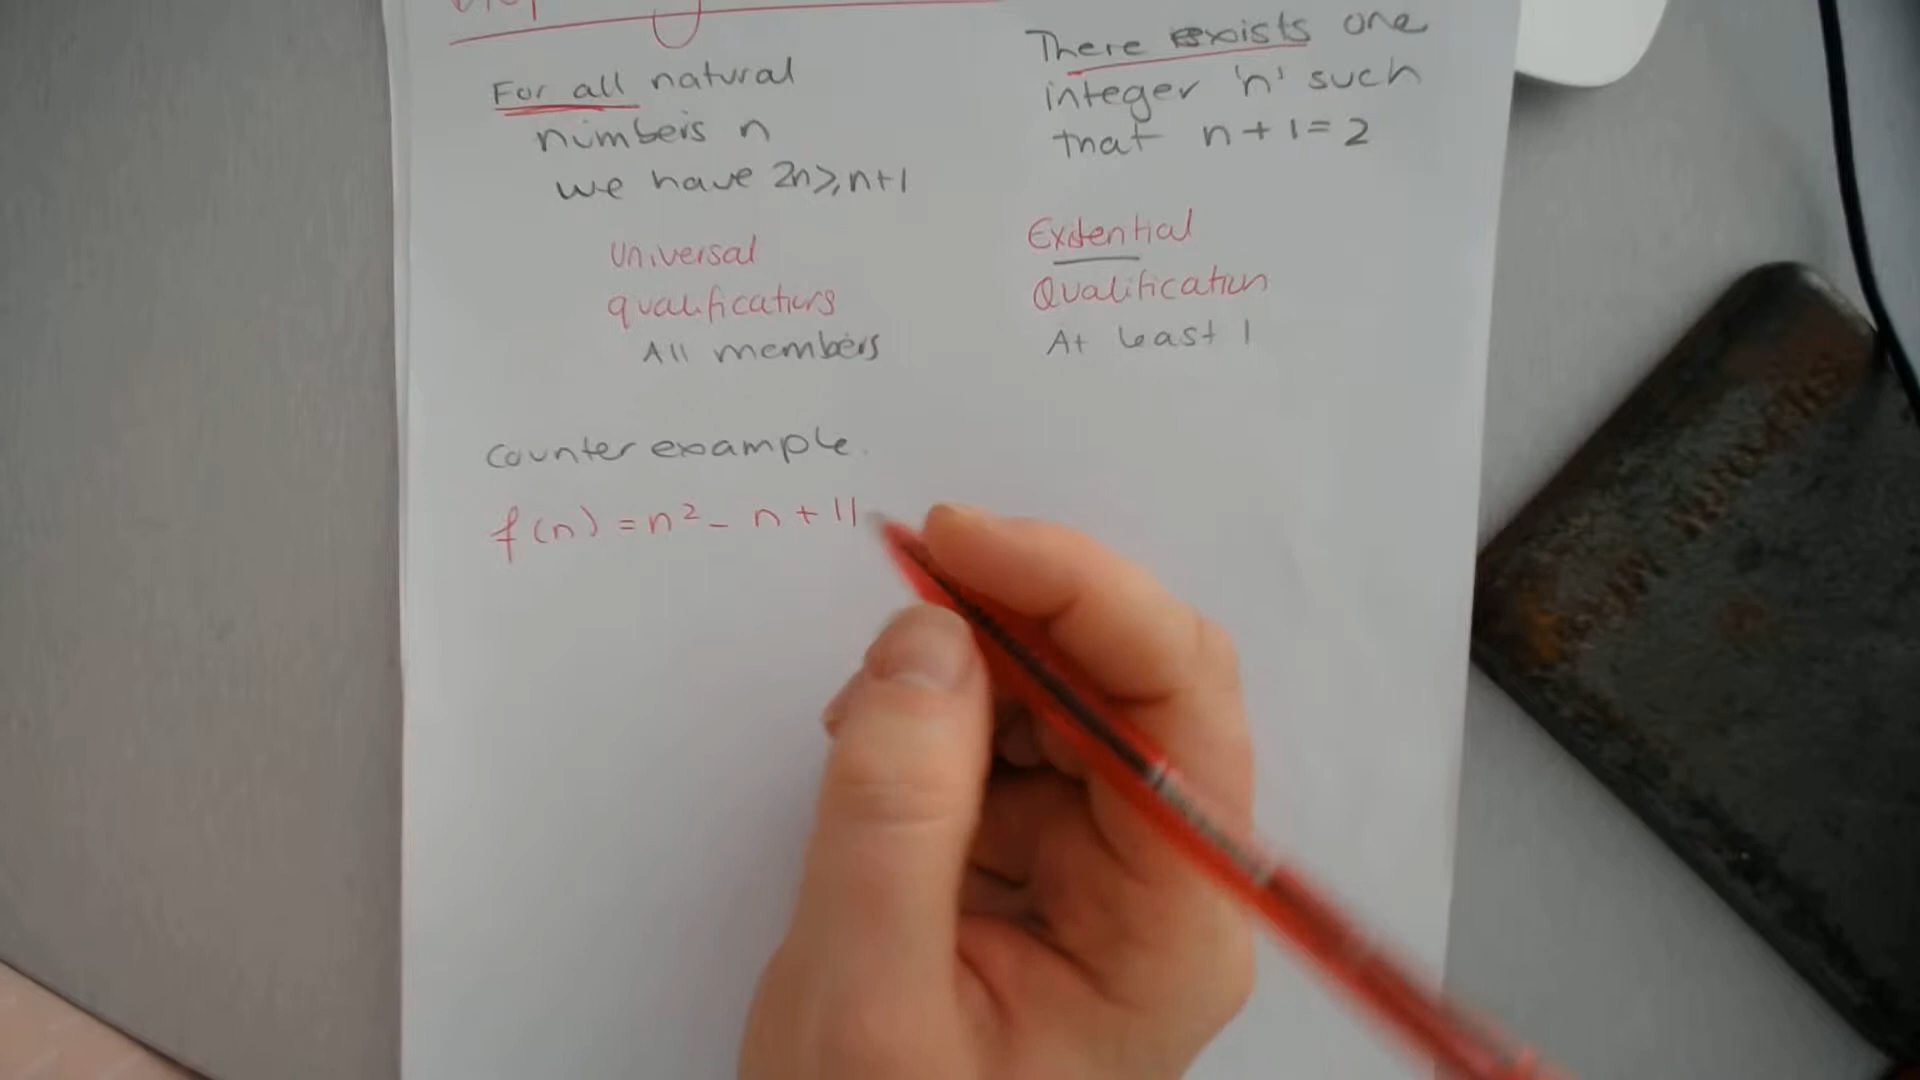 For all natural
numbers n
we have 2n≥n+1
Universal
qualifications
All members
There exists one
integer 'n' such
that n+1=2
Existential
Qualification
At least 1
counter example.
f(n) = n² - n + 11